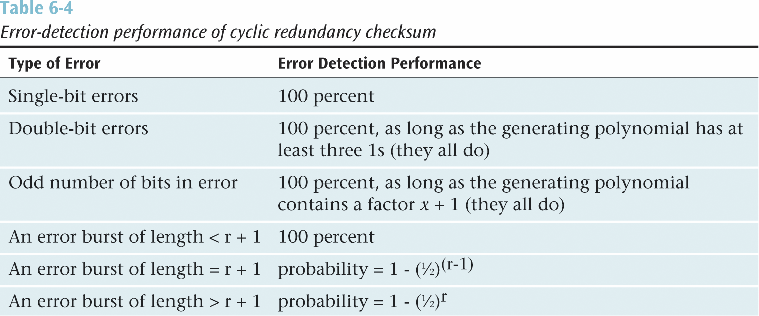 Table 6-4
Error-detection performance of cyclic redundancy checksum
Type of Error Error Detection Performance
Single-bit errors 100 percent
Double-bit errors 100 percent, as long as the generating polynomial has at
least three 1s (they all do)
Odd number of bits in error 100 percent, as long as the generating polynomial
contains a factor x + 1 (they all do)
An error burst of length < r + 1 100 percent
An error burst of length = r + 1 probability = 1 - (½)(r-1)
An error burst of length > r + 1 probability = 1 - (½)r